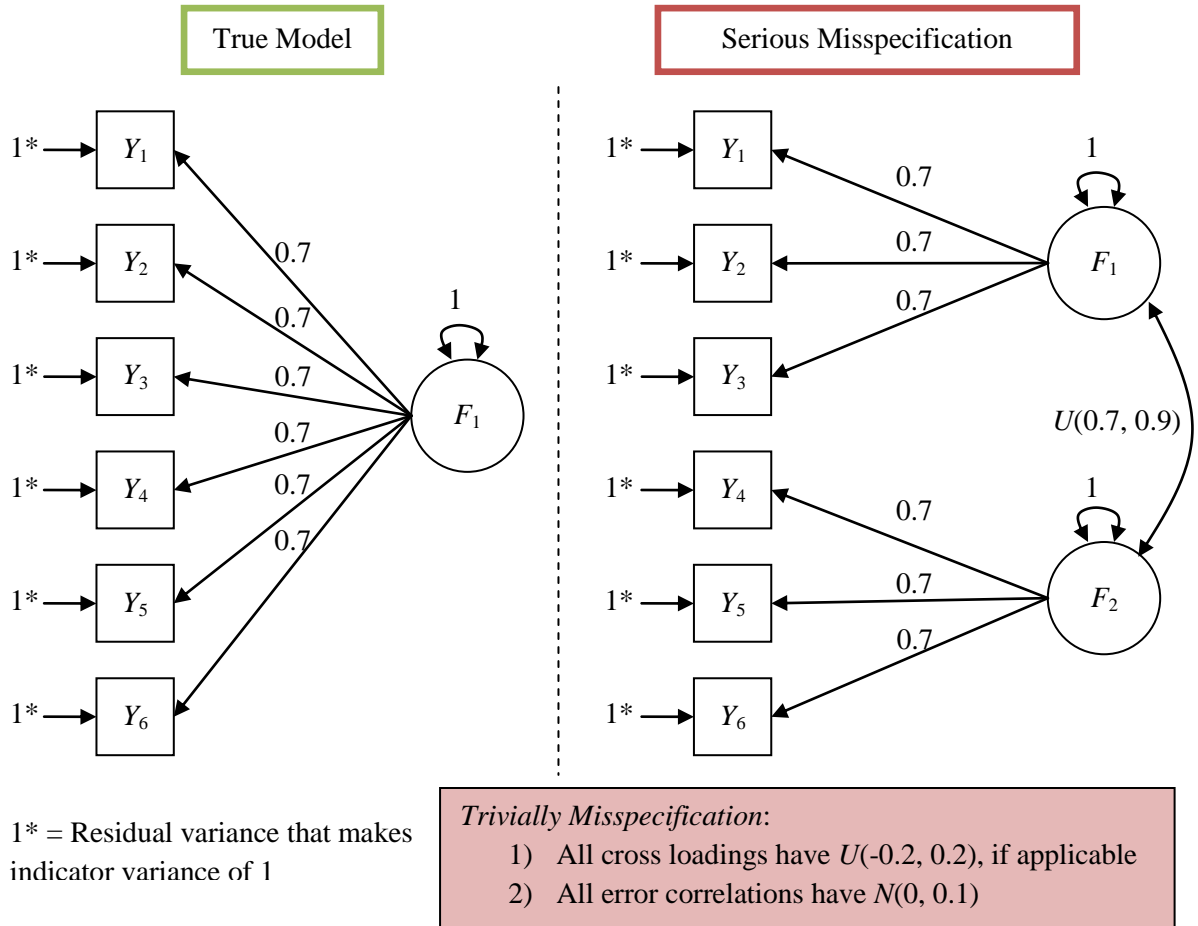 True Model
Serious Misspecification
1*
Y1
0.7
1*
Y2
0.7
1*
Y3
0.7
1*
Y4
0.7
1*
Y5
0.7
1*
Y6
0.7
1
F1
1*
Y1
0.7
1*
Y2
0.7
1*
Y3
0.7
1
F1
U(0.7, 0.9)
1*
Y4
0.7
1*
Y5
0.7
1*
Y6
0.7
1
F2
1* = Residual variance that makes
indicator variance of 1
Trivially Misspecification:
1) All cross loadings have U(-0.2, 0.2), if applicable
2) All error correlations have N(0, 0.1)